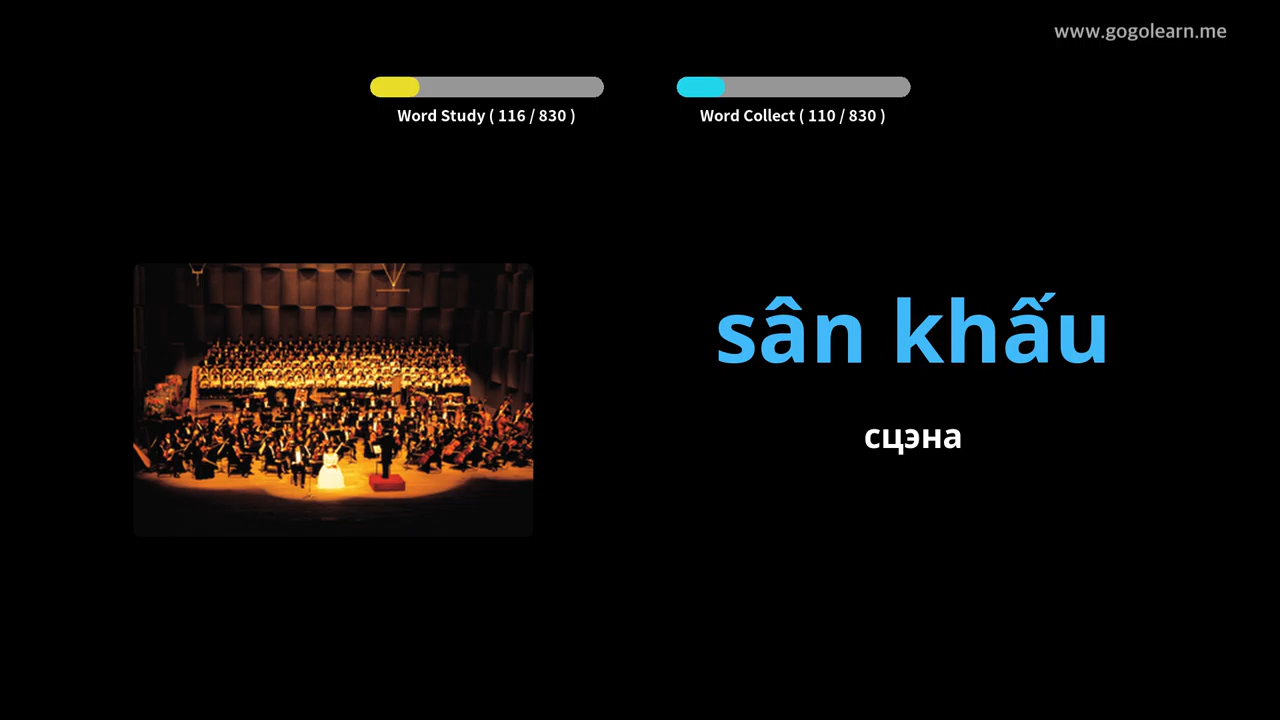 www.gogolearn.me
Word Study ( 116 / 830 )
Word Collect ( 110 / 830 )
sân khấu
сцэна